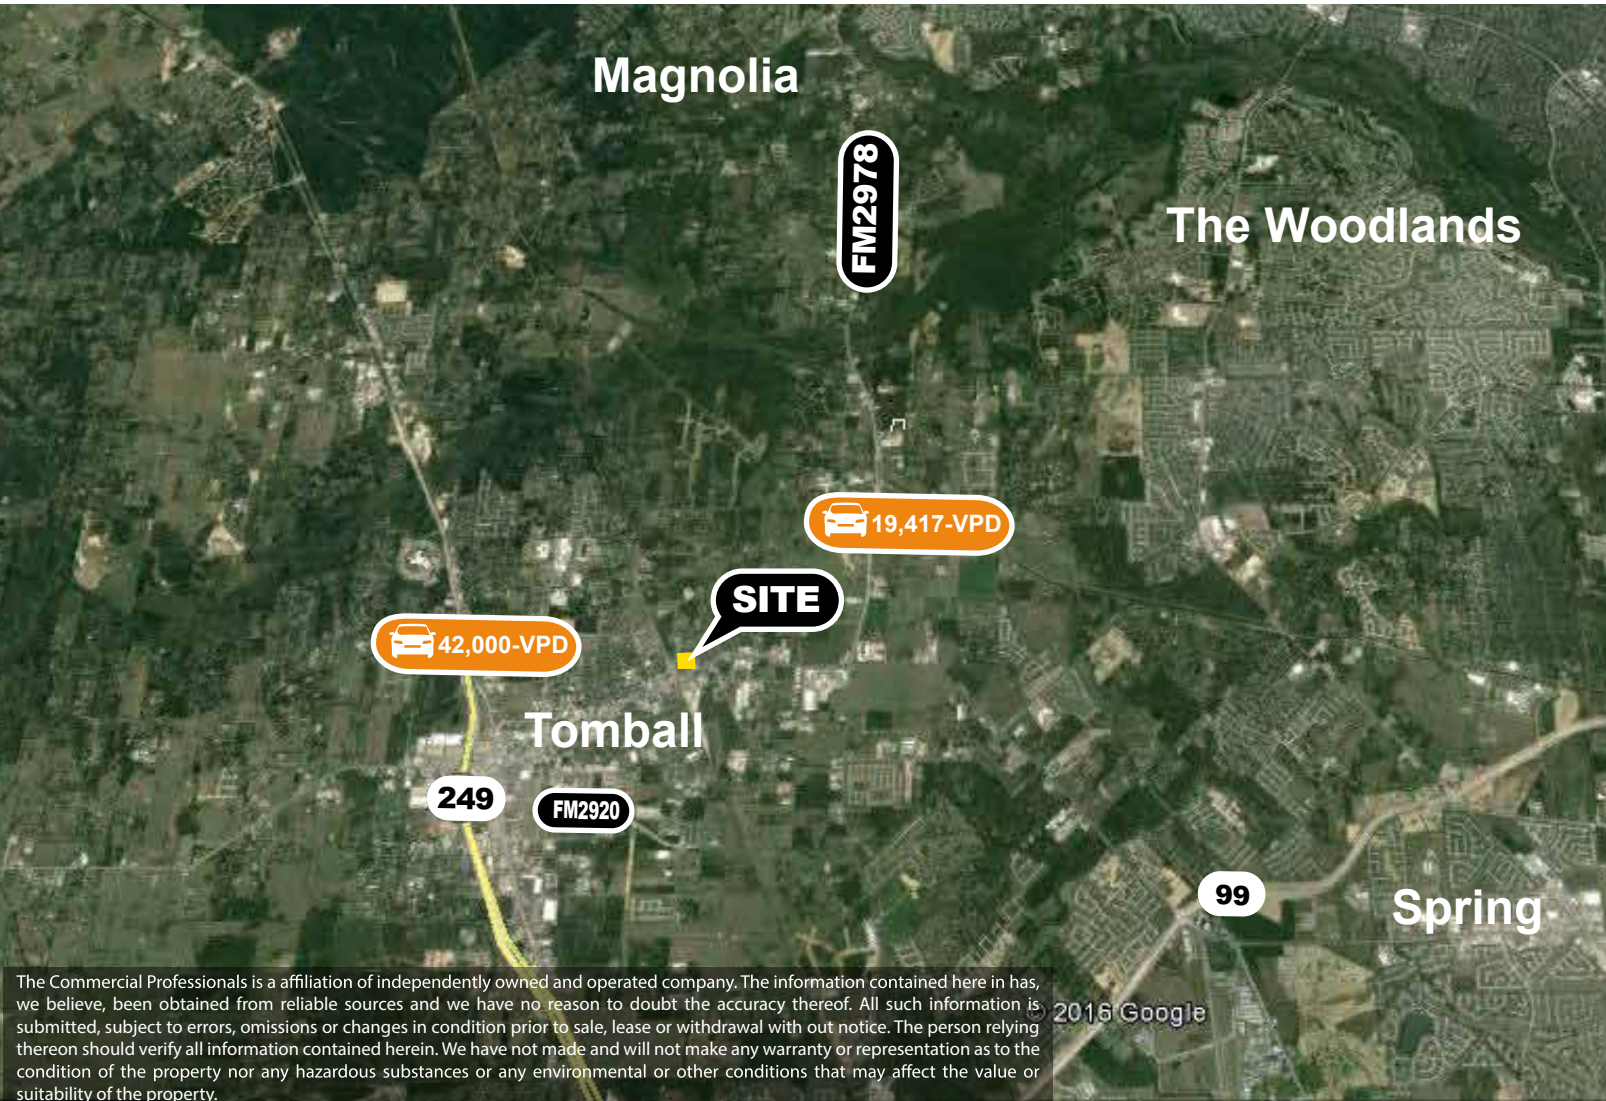 Magnolia
FM2978
The Woodlands
19,417-VPD
SITE
42,000-VPD
Tomball
249
FM2920
99
Spring
The Commercial Professionals is a affiliation of independently owned and operated company. The information contained here in has,
we believe, been obtained from reliable sources and we have no reason to doubt the accuracy thereof. All such information is
submitted, subject to errors, omissions or changes in condition prior to sale, lease or withdrawal with out notice. The person relying
thereon should verify all information contained herein. We have not made and will not make any warranty or representation as to the
condition of the property nor any hazardous substances or any environmental or other conditions that may affect the value or
suitability of the property.
© 2016 Google